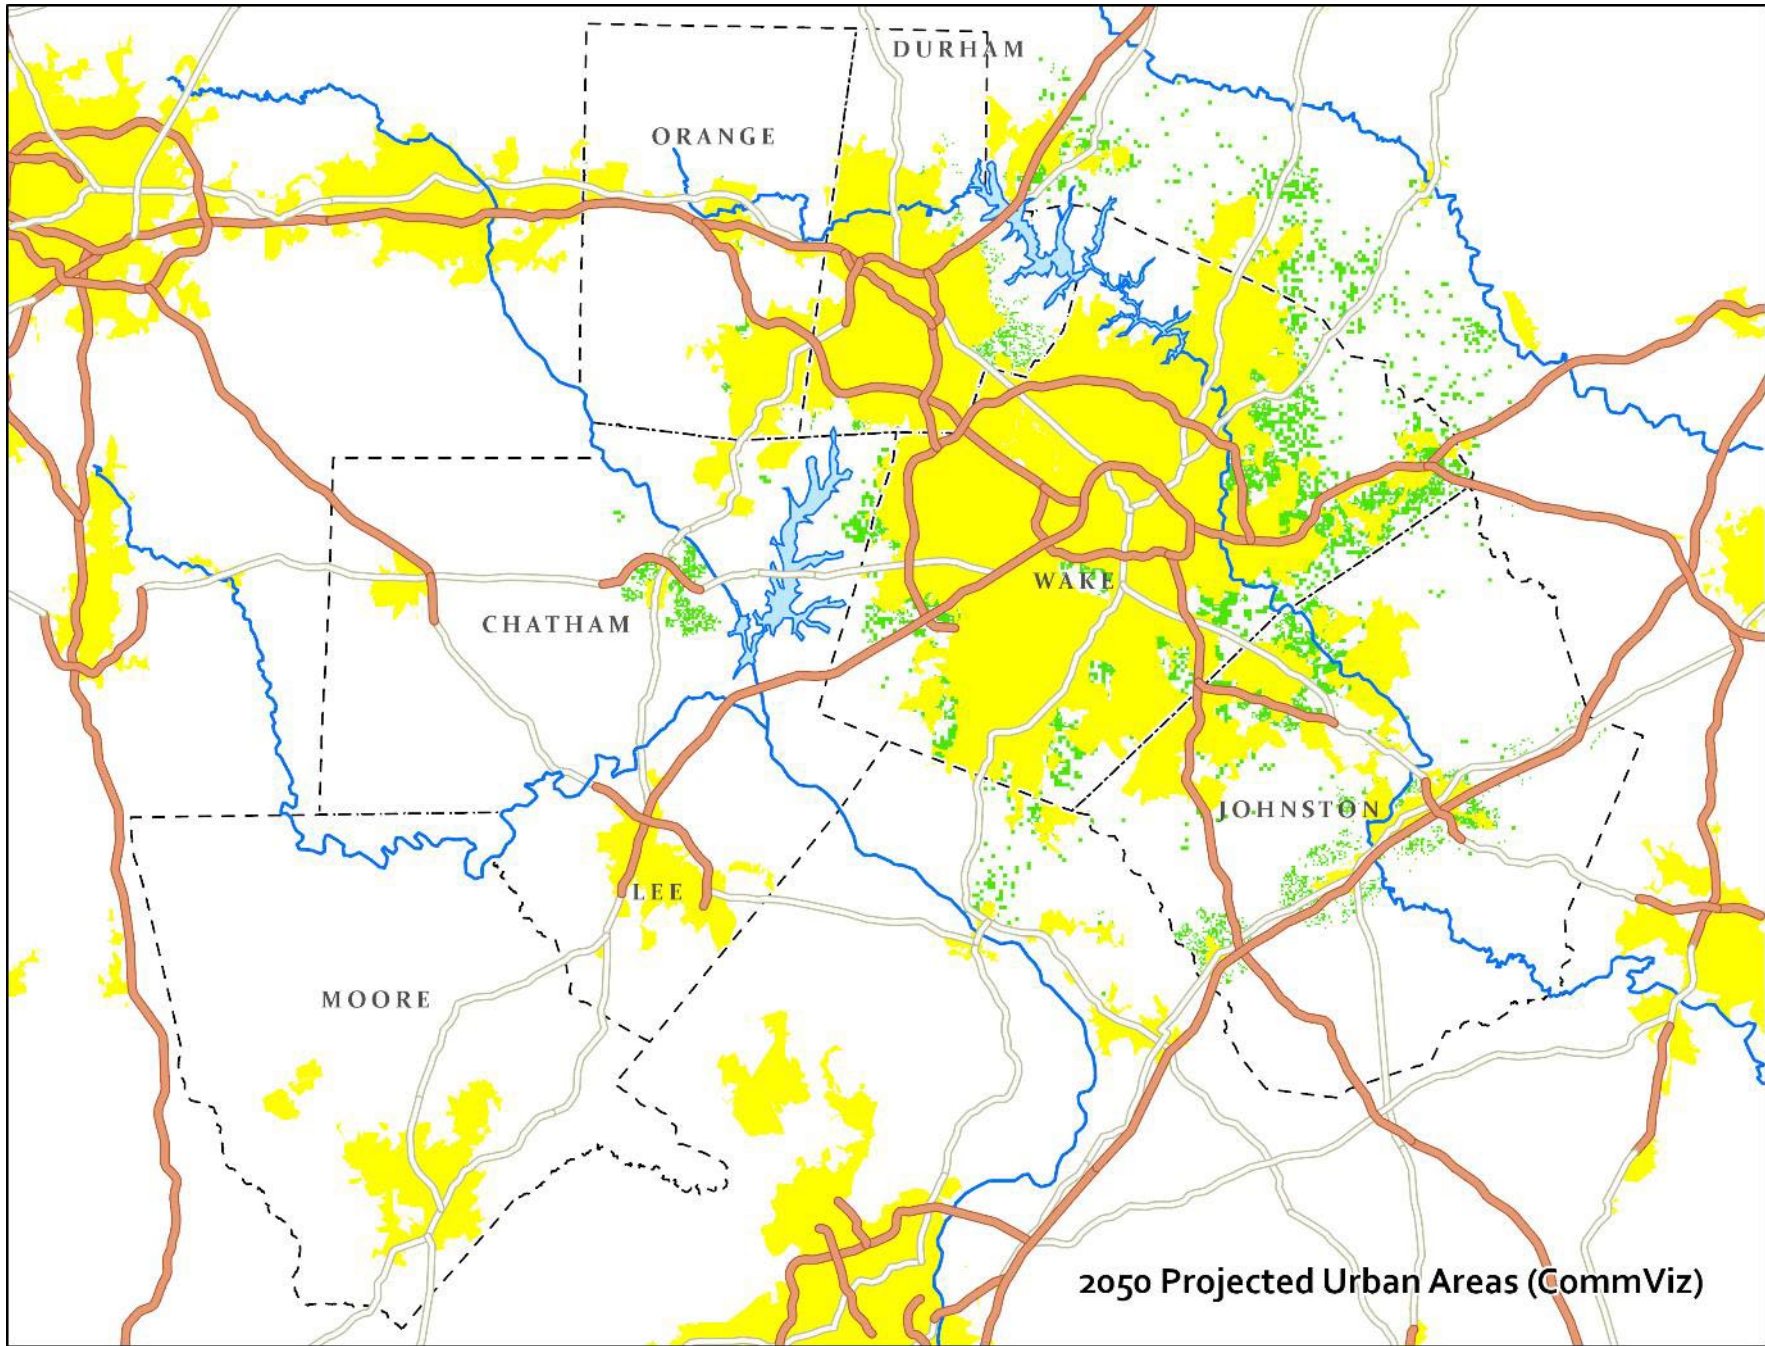 DURHAM
ORANGE
WAKE
CHATHAM
JOHNSTON
LEE
MOORE
2050 Projected Urban Areas (CommViz)